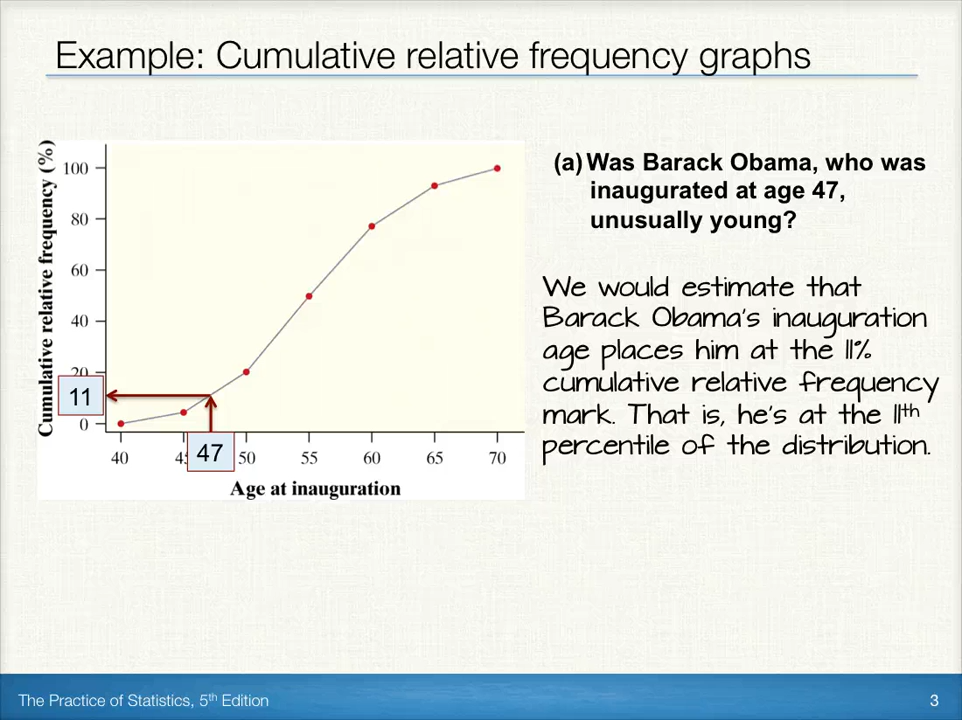 Example: Cumulative relative frequency graphs
Cumulative relative frequency (%)
100
80
60
40
20
0
11
47
40
45
50
55
60
65
70
Age at inauguration
(a) Was Barack Obama, who was
inaugurated at age 47,
unusually young?
We would estimate that
Barack Obama's inauguration
age places him at the 11%
cumulative relative frequency
mark. That is, he's at the 11th
percentile of the distribution.
The Practice of Statistics, 5th Edition
3